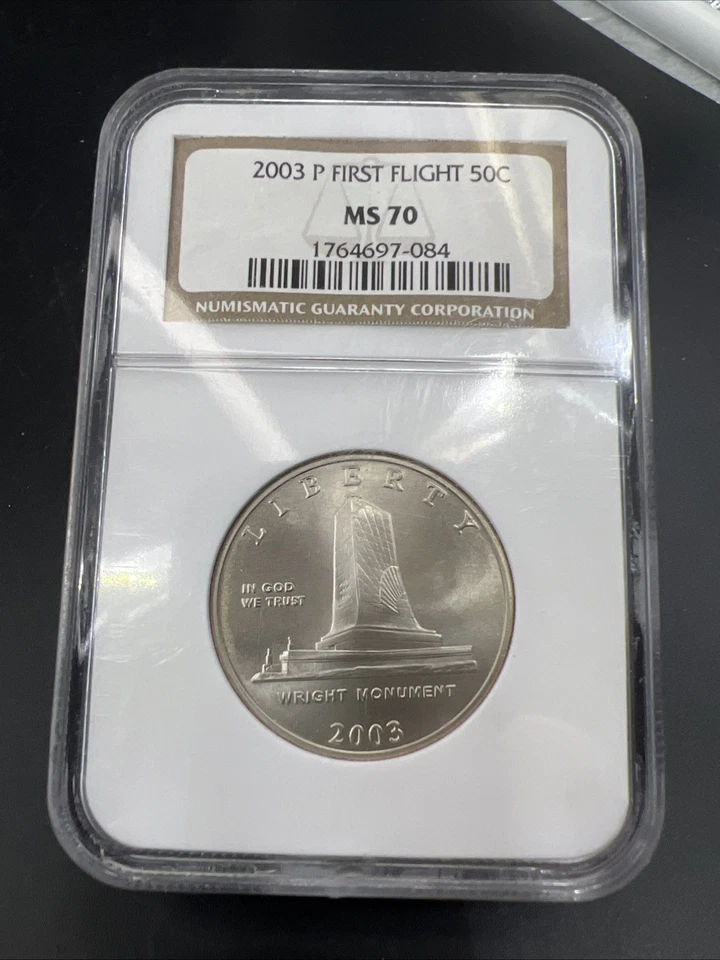 2003 P FIRST FLIGHT 50C
MS 70
1764697-084
NUMISMATIC GUARANTY CORPORATION
LIBERTY
IN GOD
WE TRUST
WRIGHT MONUMENT
2003